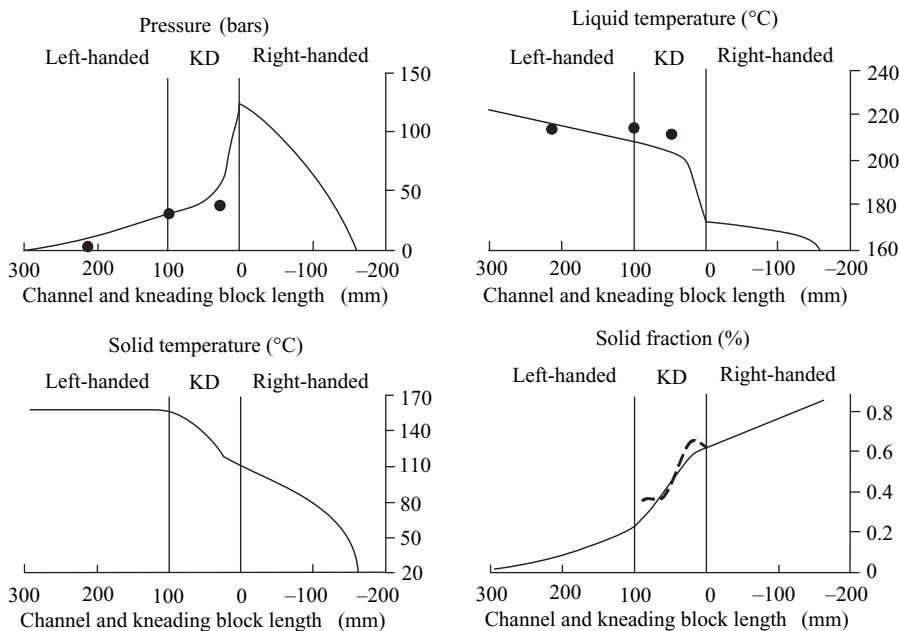 Pressure (bars)
Left-handed KD Right-handed
150
100
50
0
300 200 100 0 –100 –200
Channel and kneading block length (mm)
Liquid temperature (°C)
Left-handed KD Right-handed
240
220
200
180
160
300 200 100 0 –100 –200
Channel and kneading block length (mm)
Solid temperature (°C)
Left-handed KD Right-handed
170
150
110
80
50
20
300 200 100 0 –100 –200
Channel and kneading block length (mm)
Solid fraction (%)
Left-handed KD Right-handed
0.8
0.6
0.4
0.2
0
300 200 100 0 –100 –200
Channel and kneading block length (mm)